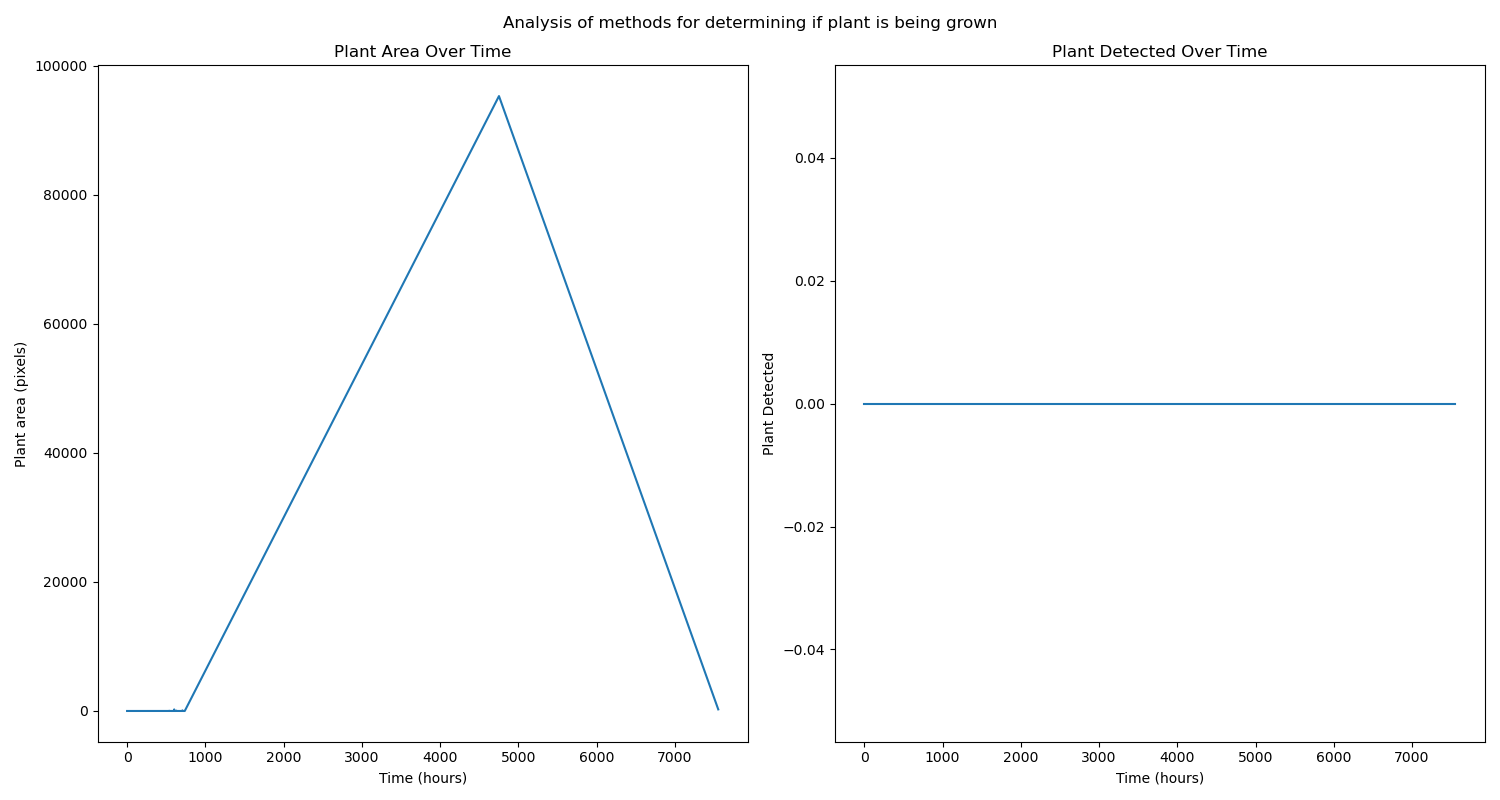 Analysis of methods for determining if plant is being grown
Plant Area Over Time
100000
80000
60000
40000
20000
0
Plant area (pixels)
0 1000 2000 3000 4000 5000 6000 7000
Time (hours)
Plant Detected Over Time
0.04
0.02
0.00
−0.02
−0.04
Plant Detected
0 1000 2000 3000 4000 5000 6000 7000
Time (hours)